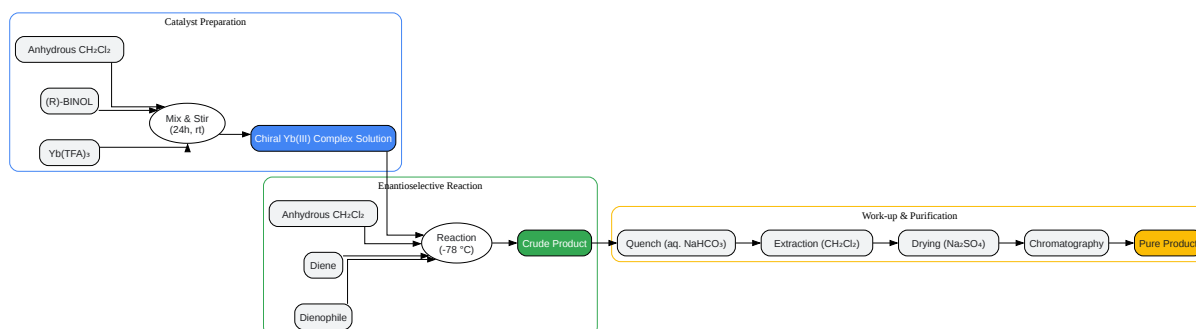 Catalyst Preparation
Anhydrous CH₂Cl₂
(R)-BINOL
Yb(TFA)₃
Mix & Stir
(24h, rt)
Chiral Yb(III) Complex Solution
Enantioselective Reaction
Anhydrous CH₂Cl₂
Diene
Dienophile
Reaction
(-78 °C)
Crude Product
Work-up & Purification
Quench (aq. NaHCO₃)
Extraction (CH₂Cl₂)
Drying (Na₂SO₄)
Chromatography
Pure Product